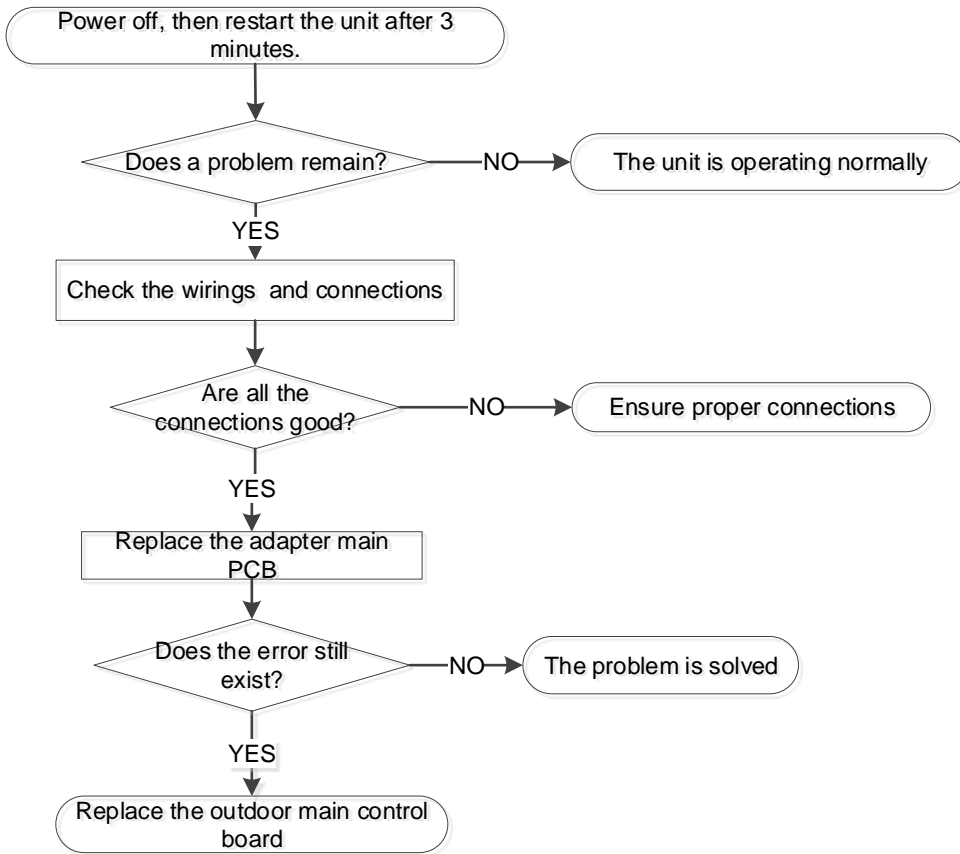 Power off, then restart the unit after 3
minutes.
Does a problem remain?
NO
The unit is operating normally
YES
Check the wirings  and connections
Are all the
connections good?
NO
Ensure proper connections
YES
Replace the adapter main
PCB
Does the error still
exist?
NO
The problem is solved
YES
Replace the outdoor main control
board